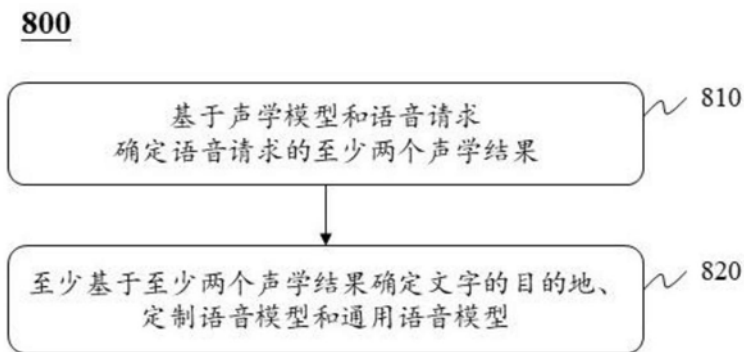 800
基于声学模型和语音请求
确定语音请求的至少两个声学结果
810
至少基于至少两个声学结果确定文字的目的地、
定制语音模型和通用语音模型
820